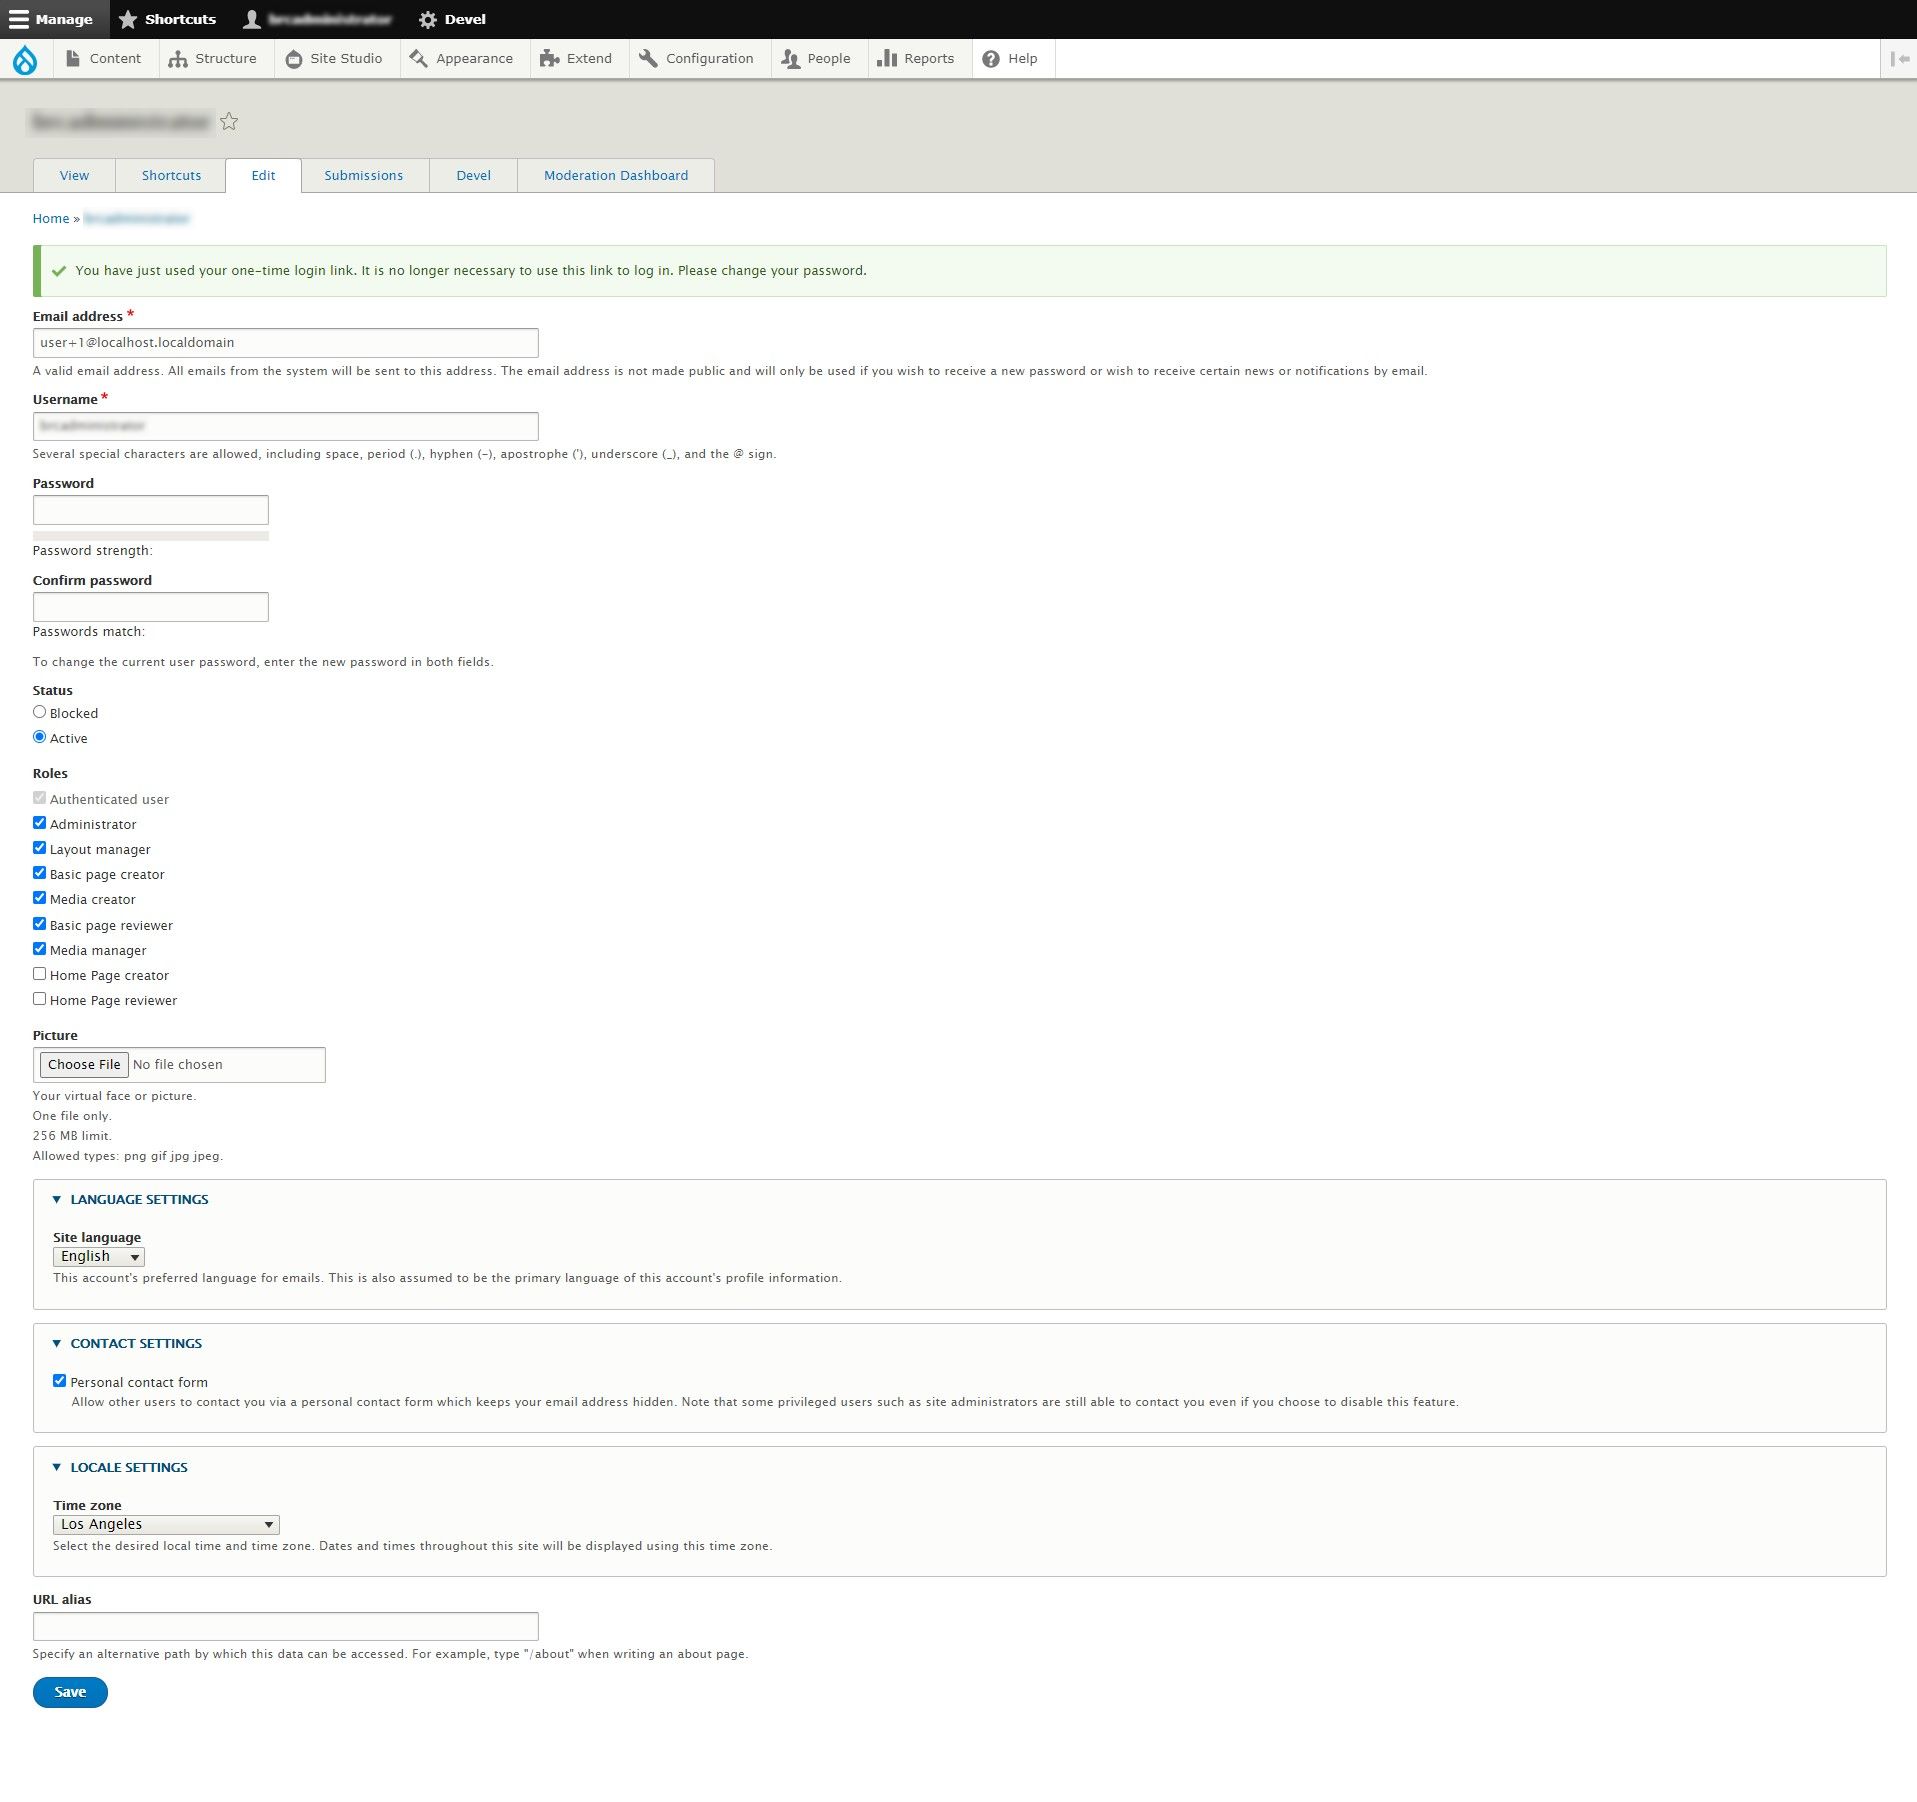 Manage Shortcuts Devel
Content Structure Site Studio Appearance Extend Configuration People Reports Help
View Shortcuts Edit Submissions Devel Moderation Dashboard
Home »
You have just used your one-time login link. It is no longer necessary to use this link to log in. Please change your password.
Email address *
user+1@localhost.localdomain
A valid email address. All emails from the system will be sent to this address. The email address is not made public and will only be used if you wish to receive a new password or wish to receive certain news or notifications by email.
Username *
Several special characters are allowed, including space, period (.), hyphen (-), apostrophe ('), underscore (_), and the @ sign.
Password
Password strength:
Confirm password
Passwords match:
To change the current user password, enter the new password in both fields.
Status
Blocked
Active
Roles
Authenticated user
Administrator
Layout manager
Basic page creator
Media creator
Basic page reviewer
Media manager
Home Page creator
Home Page reviewer
Picture
Choose File No file chosen
Your virtual face or picture.
One file only.
256 MB limit.
Allowed types: png gif jpg jpeg.
LANGUAGE SETTINGS
Site language
English
This account's preferred language for emails. This is also assumed to be the primary language of this account's profile information.
CONTACT SETTINGS
Personal contact form
Allow other users to contact you via a personal contact form which keeps your email address hidden. Note that some privileged users such as site administrators are still able to contact you even if you choose to disable this feature.
LOCALE SETTINGS
Time zone
Los Angeles
Select the desired local time and time zone. Dates and times throughout this site will be displayed using this time zone.
URL alias
Specify an alternative path by which this data can be accessed. For example, type "/about" when writing an about page.
Save